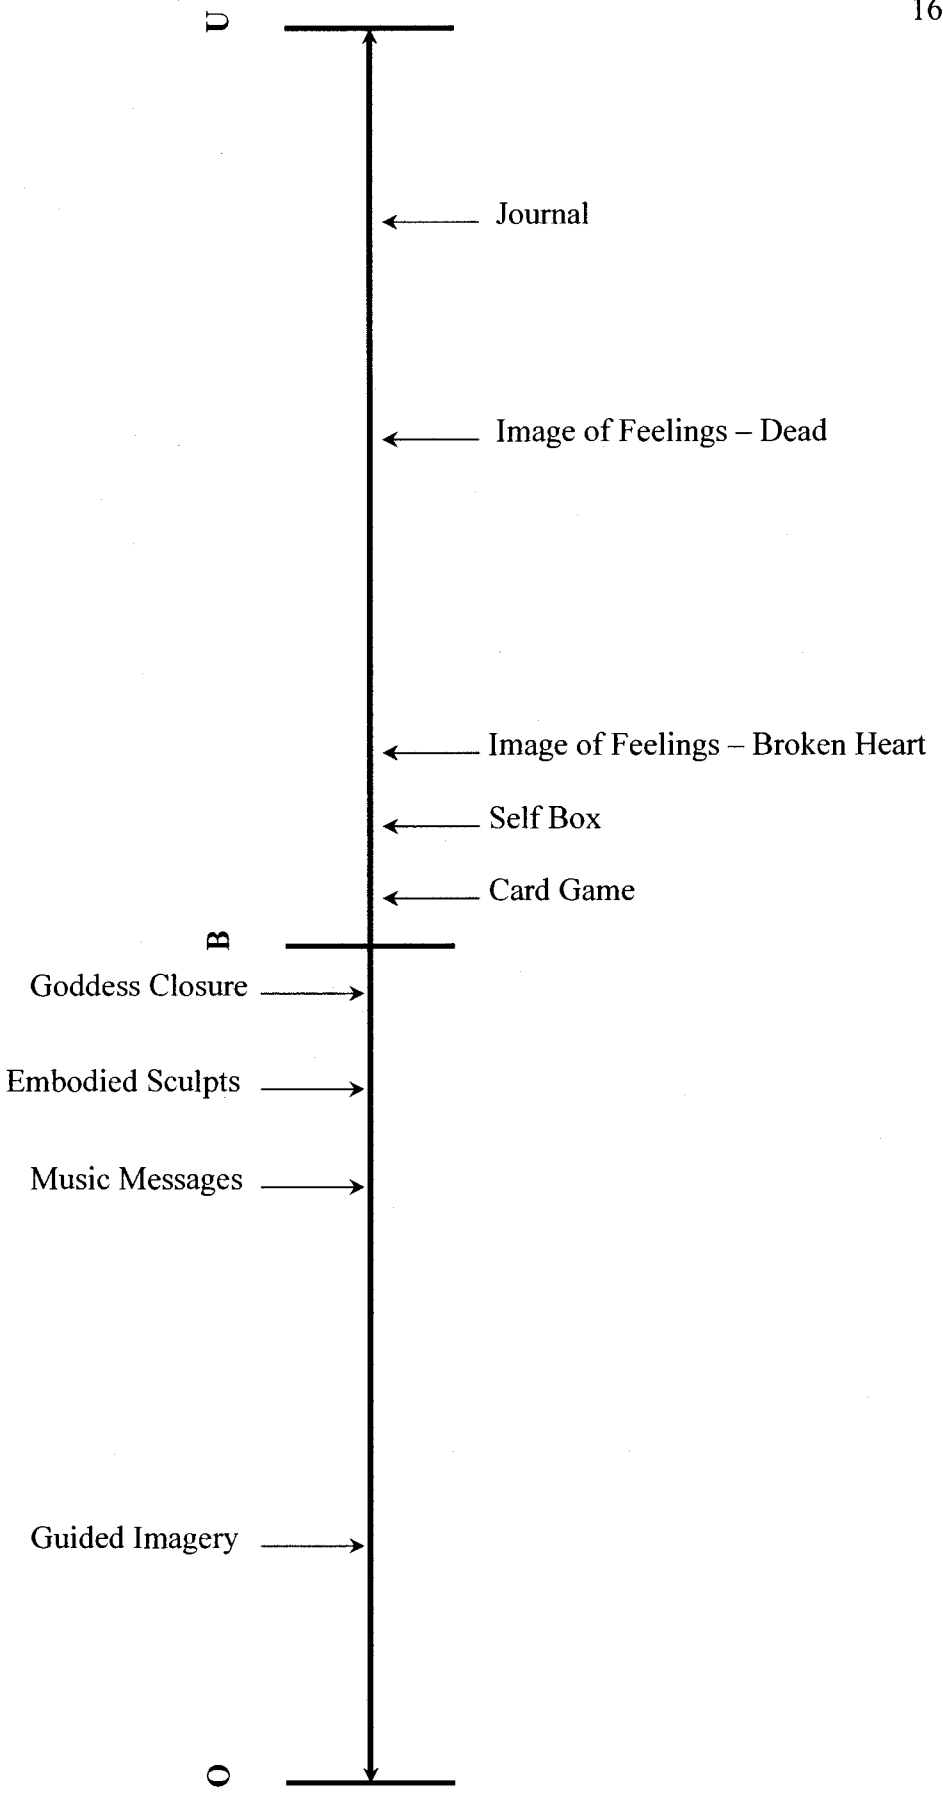 16
U
Journal
Image of Feelings – Dead
Image of Feelings – Broken Heart
Self Box
Card Game
B
Goddess Closure
Embodied Sculpts
Music Messages
Guided Imagery
O